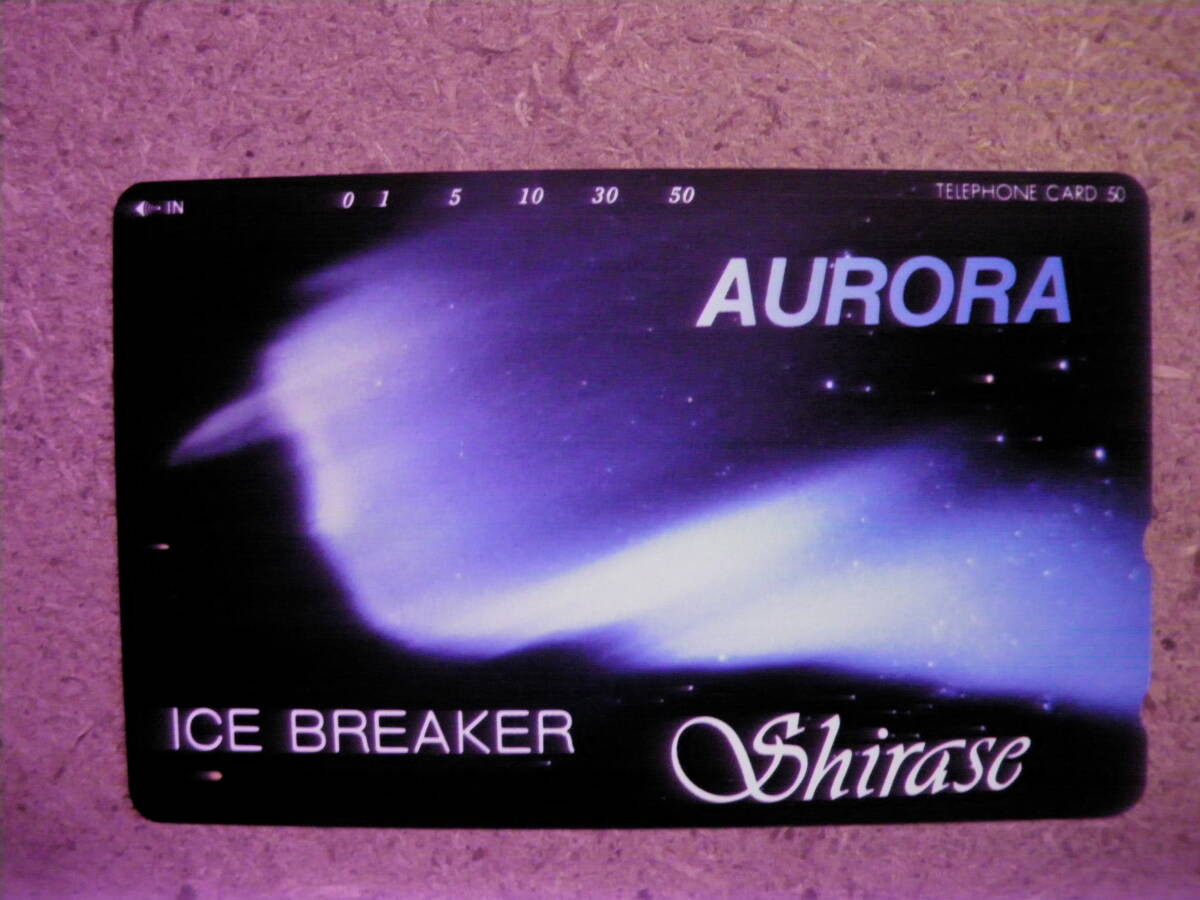 IN
0 1 5 10 30 50
TELEPHONE CARD 50
AURORA
ICE BREAKER
Shirase